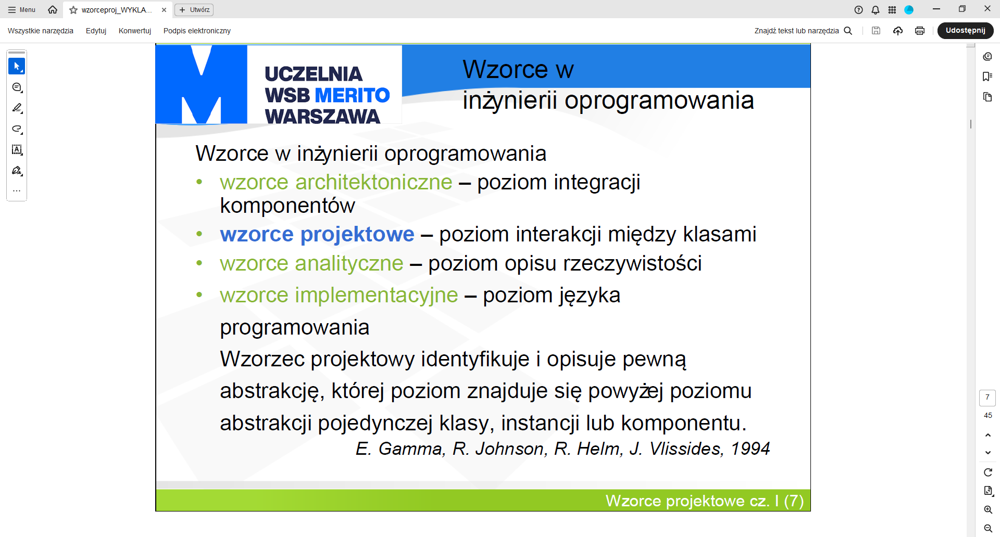 Menu
wzorceproj_WYKLA...
Utwórz
Wszystkie narzędzia
Edytuj
Konwertuj
Podpis elektroniczny
Znajdź tekst lub narzędzia
Udostępnij
UCZELNIA
WSB MERITO
WARSZAWA
Wzorce w
inżynierii oprogramowania
Wzorce w inżynierii oprogramowania
• wzorce architektoniczne – poziom integracji
komponentów
• wzorce projektowe – poziom interakcji między klasami
• wzorce analityczne – poziom opisu rzeczywistości
• wzorce implementacyjne – poziom języka
programowania
Wzorzec projektowy identyfikuje i opisuje pewną
abstrakcję, której poziom znajduje się powyżej poziomu
abstrakcji pojedynczej klasy, instancji lub komponentu.
E. Gamma, R. Johnson, R. Helm, J. Vlissides, 1994
7
45
Wzorce projektowe cz. I (7)